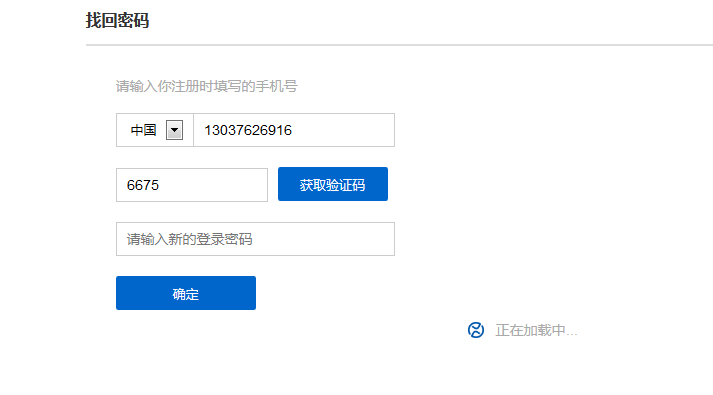 找回密码
请输入你注册时填写的手机号
中国 13037626916
6675 获取验证码
请输入新的登录密码
确定
正在加载中...